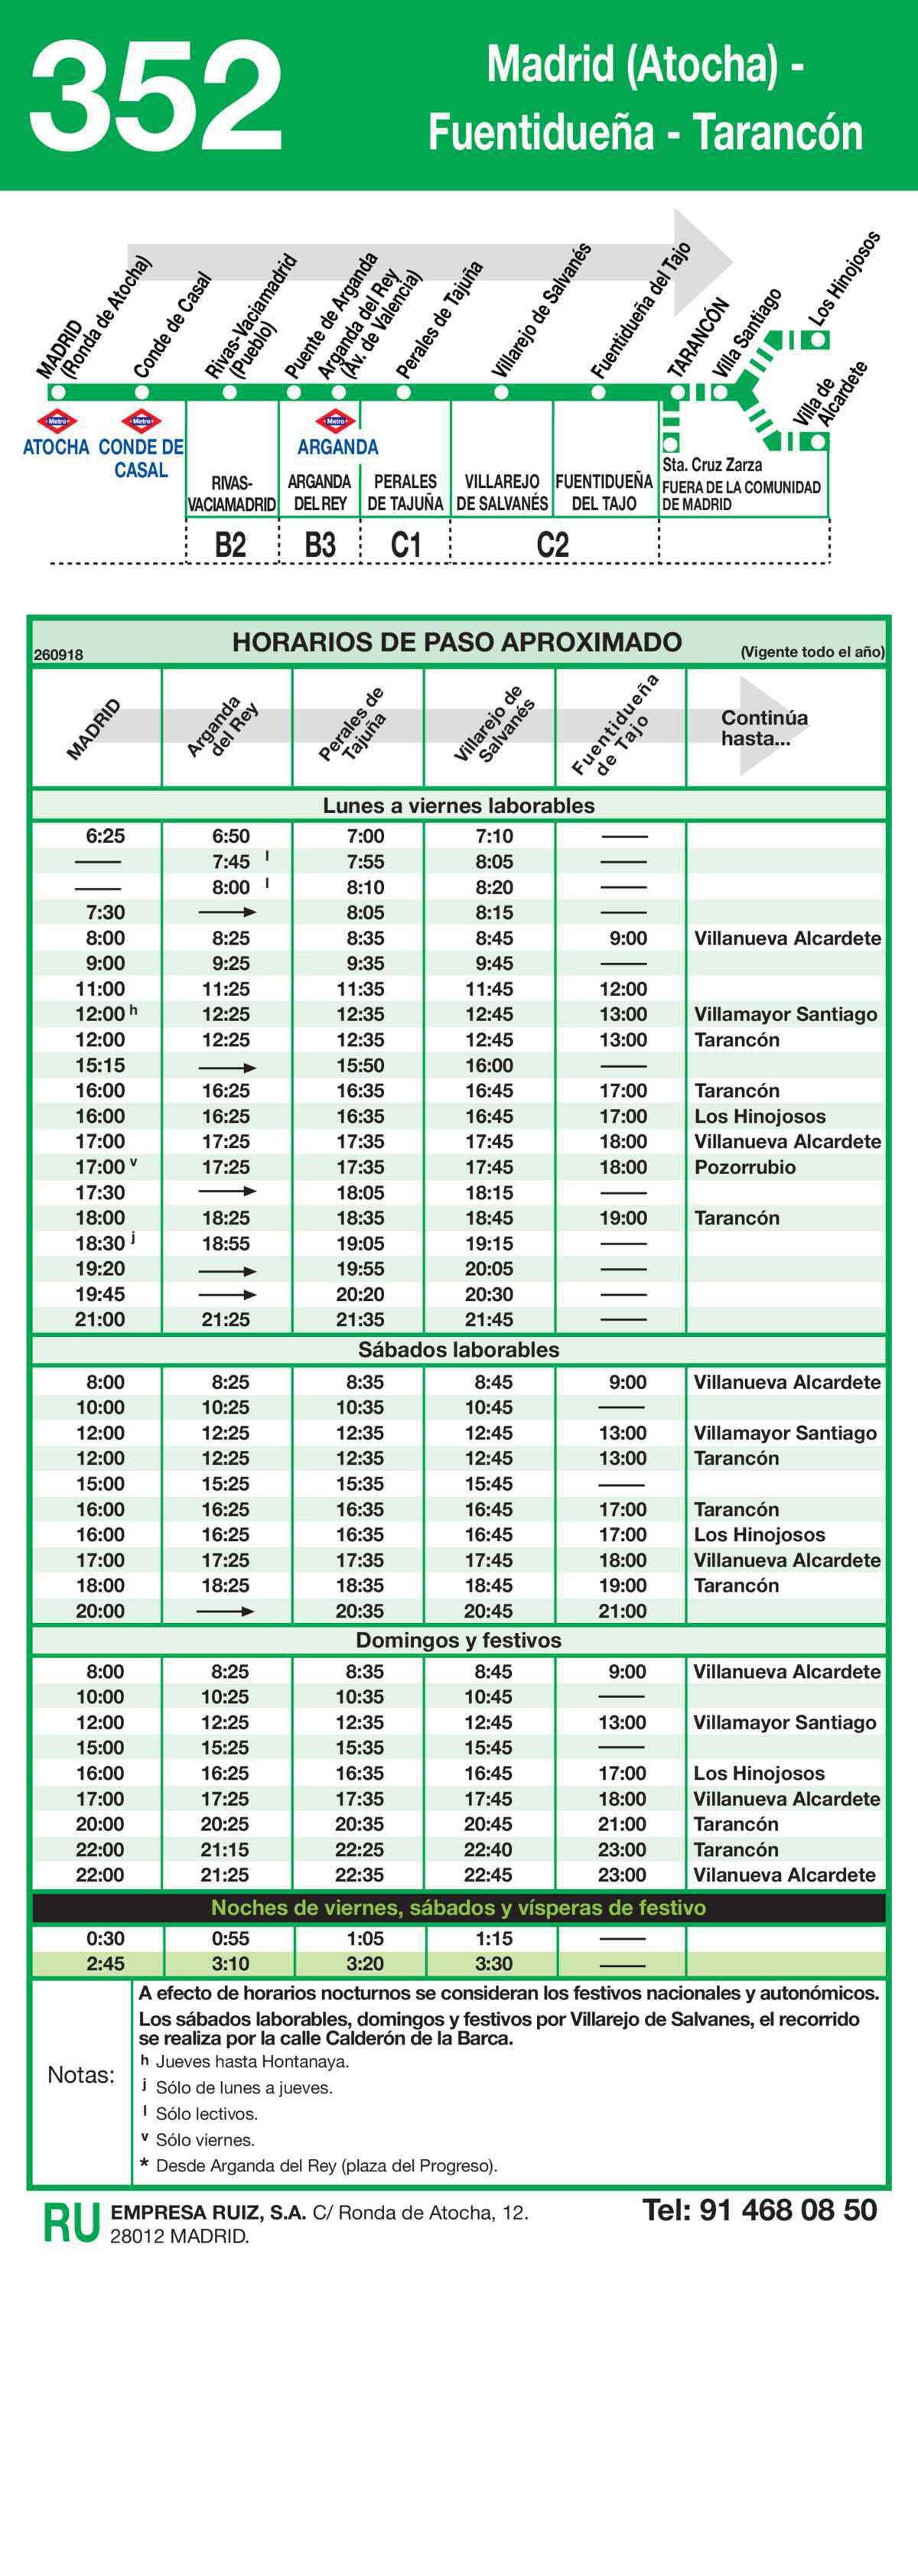 352
Madrid (Atocha) -
Fuentidueña - Tarancón
MADRID
(Ronda de Atocha)
Conde de Casal
Rivas-Vaciamadrid
(Pueblo)
Puente de Arganda
Arganda del Rey
(Av. de Valencia)
Perales de Tajuña
Villarejo de Salvanés
Fuentidueña del Tajo
TARANCÓN
Villa Santiago
Los Hinojosos
Villa de
Alcardete
Metro
Metro
Metro
ATOCHA
CONDE DE
CASAL
ARGANDA
Sta. Cruz Zarza
RIVAS-
VACIAMADRID
ARGANDA
DEL REY
PERALES
DE TAJUÑA
VILLAREJO
DE SALVANÉS
FUENTIDUEÑA
DEL TAJO
FUERA DE LA COMUNIDAD
DE MADRID
B2 B3 C1 C2
260918
HORARIOS DE PASO APROXIMADO
(Vigente todo el año)
MADRID
Arganda
del Rey
Perales de
Tajuña
Villarejo de
Salvanés
Fuentidueña
de Tajo
Continúa
hasta...
Lunes a viernes laborables
6:25 6:50 7:00 7:10 ——
—— 7:45 l 7:55 8:05 ——
—— 8:00 l 8:10 8:20 ——
7:30 → 8:05 8:15 ——
8:00 8:25 8:35 8:45 9:00 Villanueva Alcardete
9:00 9:25 9:35 9:45 ——
11:00 11:25 11:35 11:45 12:00
12:00 h 12:25 12:35 12:45 13:00 Villamayor Santiago
12:00 12:25 12:35 12:45 13:00 Tarancón
15:15 → 15:50 16:00 ——
16:00 16:25 16:35 16:45 17:00 Tarancón
16:00 16:25 16:35 16:45 17:00 Los Hinojosos
17:00 17:25 17:35 17:45 18:00 Villanueva Alcardete
17:00 v 17:25 17:35 17:45 18:00 Pozorrubio
17:30 → 18:05 18:15 ——
18:00 18:25 18:35 18:45 19:00 Tarancón
18:30 j 18:55 19:05 19:15 ——
19:20 → 19:55 20:05 ——
19:45 → 20:20 20:30 ——
21:00 21:25 21:35 21:45 ——
Sábados laborables
8:00 8:25 8:35 8:45 9:00 Villanueva Alcardete
10:00 10:25 10:35 10:45 ——
12:00 12:25 12:35 12:45 13:00 Villamayor Santiago
12:00 12:25 12:35 12:45 13:00 Tarancón
15:00 15:25 15:35 15:45 ——
16:00 16:25 16:35 16:45 17:00 Tarancón
16:00 16:25 16:35 16:45 17:00 Los Hinojosos
17:00 17:25 17:35 17:45 18:00 Villanueva Alcardete
18:00 18:25 18:35 18:45 19:00 Tarancón
20:00 → 20:35 20:45 21:00
Domingos y festivos
8:00 8:25 8:35 8:45 9:00 Villanueva Alcardete
10:00 10:25 10:35 10:45 ——
12:00 12:25 12:35 12:45 13:00 Villamayor Santiago
15:00 15:25 15:35 15:45 ——
16:00 16:25 16:35 16:45 17:00 Los Hinojosos
17:00 17:25 17:35 17:45 18:00 Villanueva Alcardete
20:00 20:25 20:35 20:45 21:00 Tarancón
22:00 21:15 22:25 22:40 23:00 Tarancón
22:00 21:25 22:35 22:45 23:00 Vilanueva Alcardete
Noches de viernes, sábados y vísperas de festivo
0:30 0:55 1:05 1:15 ——
2:45 3:10 3:20 3:30 ——
Notas:
A efecto de horarios nocturnos se consideran los festivos nacionales y autonómicos.
Los sábados laborables, domingos y festivos por Villarejo de Salvanes, el recorrido
se realiza por la calle Calderón de la Barca.
h Jueves hasta Hontanaya.
j Sólo de lunes a jueves.
l Sólo lectivos.
v Sólo viernes.
* Desde Arganda del Rey (plaza del Progreso).
RU
EMPRESA RUIZ, S.A. C/ Ronda de Atocha, 12.
28012 MADRID.
Tel: 91 468 08 50